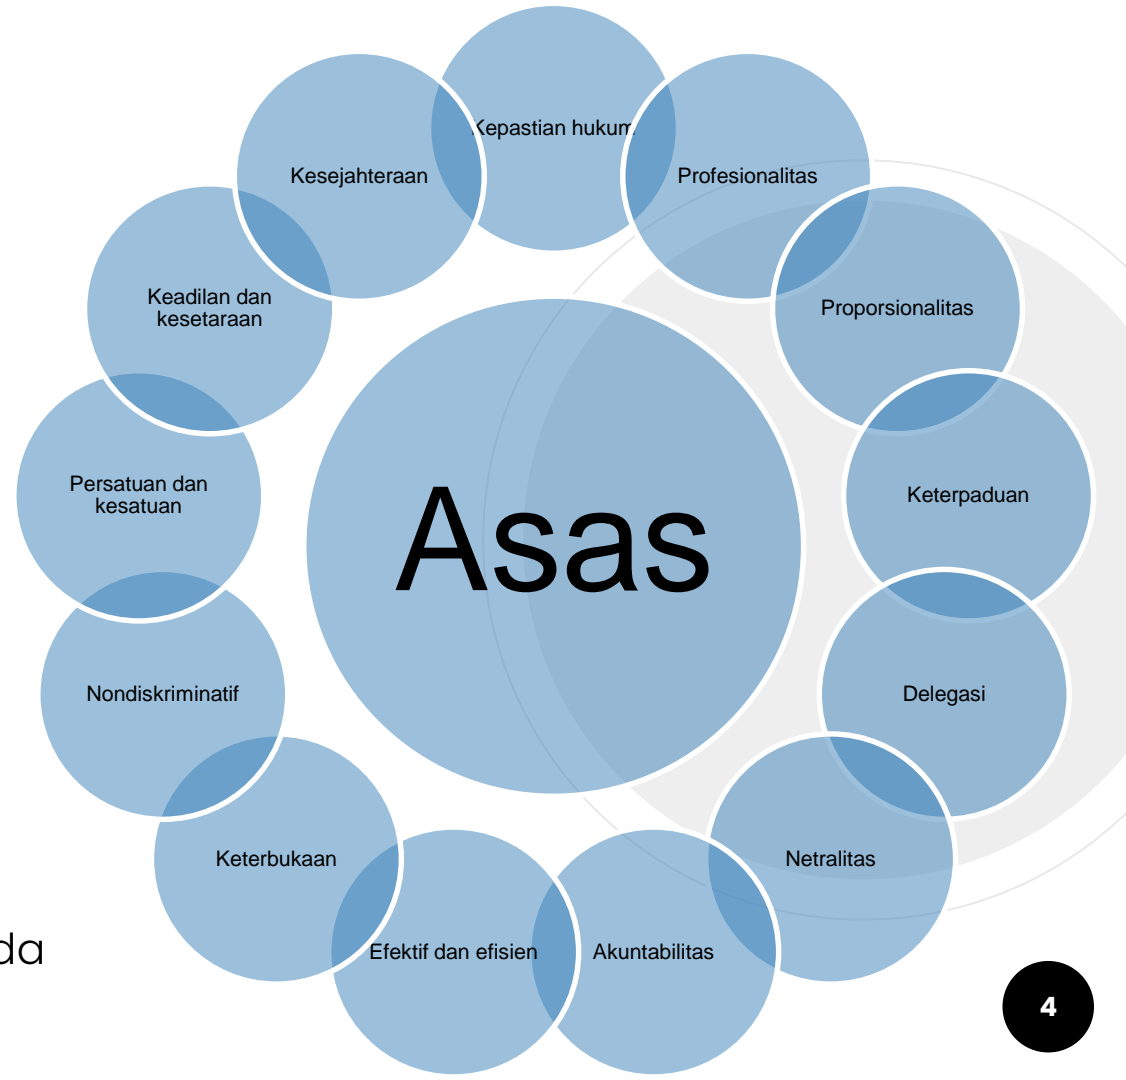 Kepastian hukum
Profesionalitas
Proporsionalitas
Keterpaduan
Delegasi
Netralitas
Akuntabilitas
Efektif dan efisien
Keterbukaan
Nondiskriminatif
Persatuan dan
kesatuan
Keadilan dan
kesetaraan
Kesejahteraan
Asas
da
4